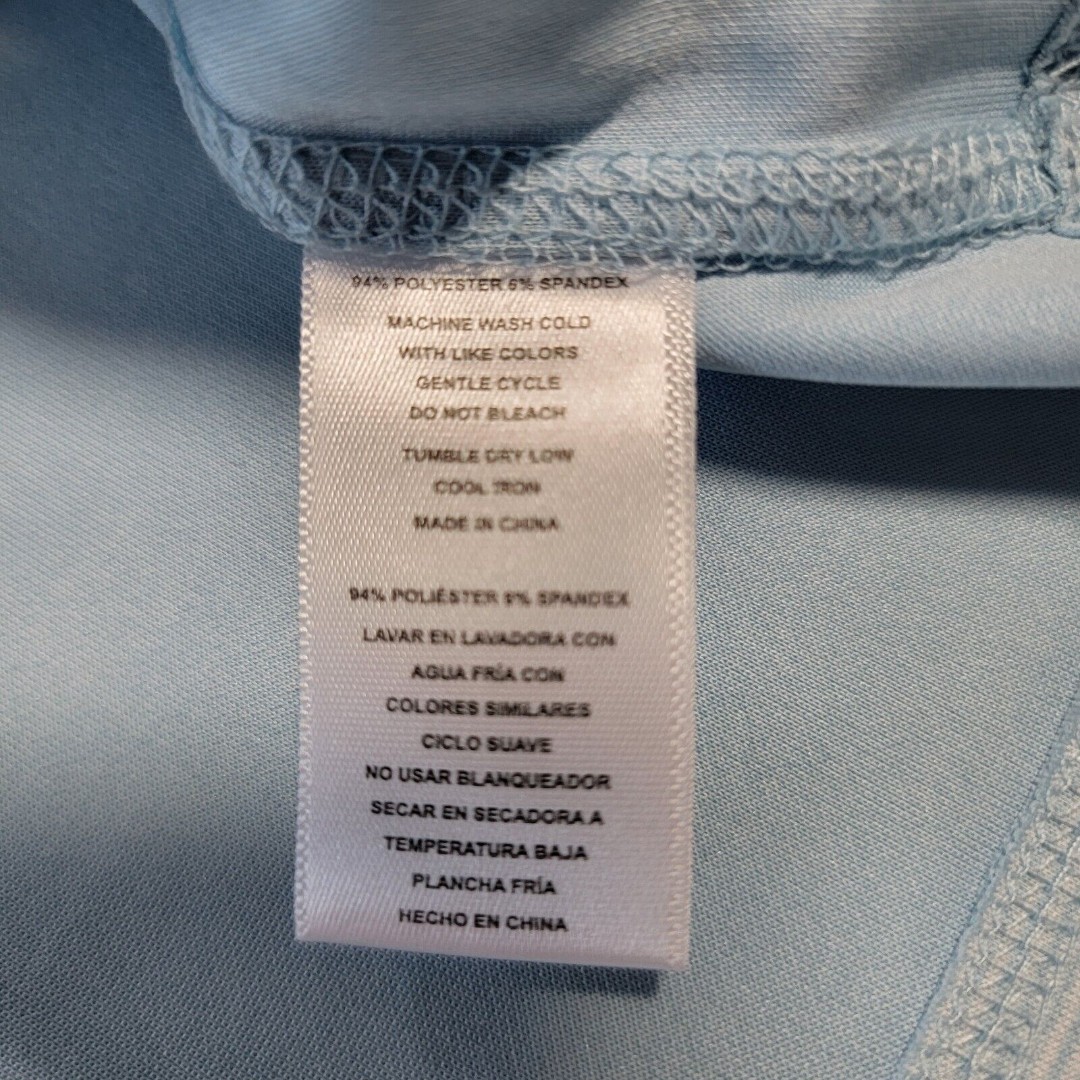 94% POLYESTER 6% SPANDEX
MACHINE WASH COLD
WITH LIKE COLORS
GENTLE CYCLE
DO NOT BLEACH
TUMBLE DRY LOW
COOL IRON
MADE IN CHINA
94% POLIÉSTER 6% SPANDEX
LAVAR EN LAVADORA CON
AGUA FRÍA CON
COLORES SIMILARES
CICLO SUAVE
NO USAR BLANQUEADOR
SECAR EN SECADORA A
TEMPERATURA BAJA
PLANCHA FRÍA
HECHO EN CHINA